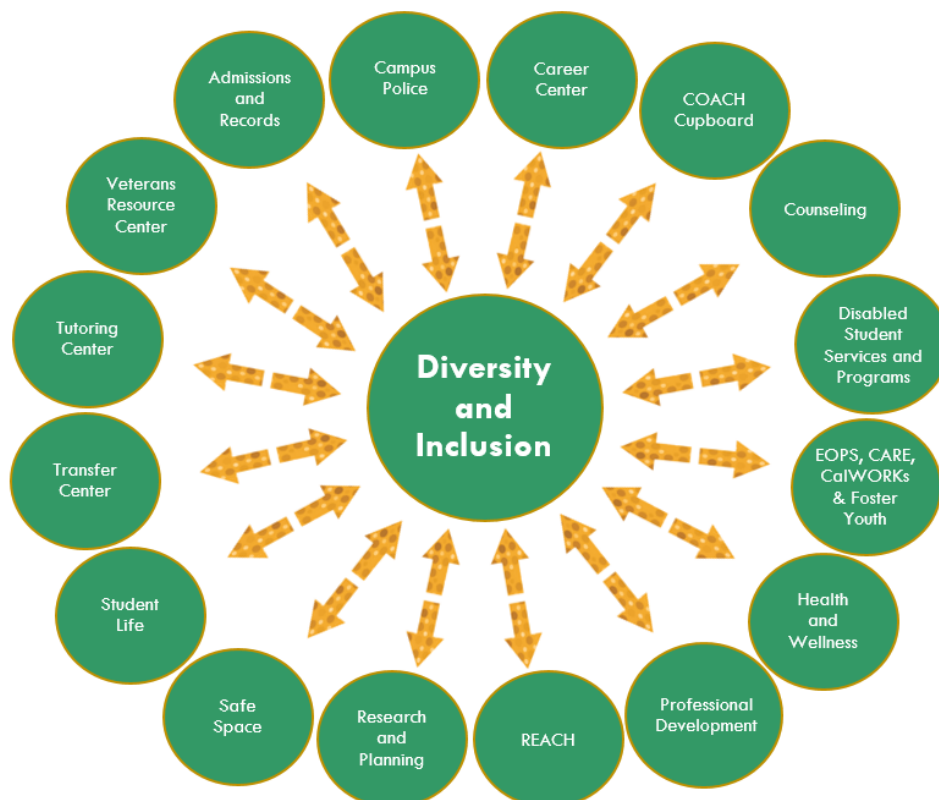 Diversity
and
Inclusion
Campus
Police
Career
Center
COACH
Cupboard
Counseling
Disabled
Student
Services and
Programs
EOPS, CARE,
CalWORKs
& Foster
Youth
Health
and
Wellness
Professional
Development
REACH
Research
and
Planning
Safe
Space
Student
Life
Transfer
Center
Tutoring
Center
Veterans
Resource
Center
Admissions
and
Records